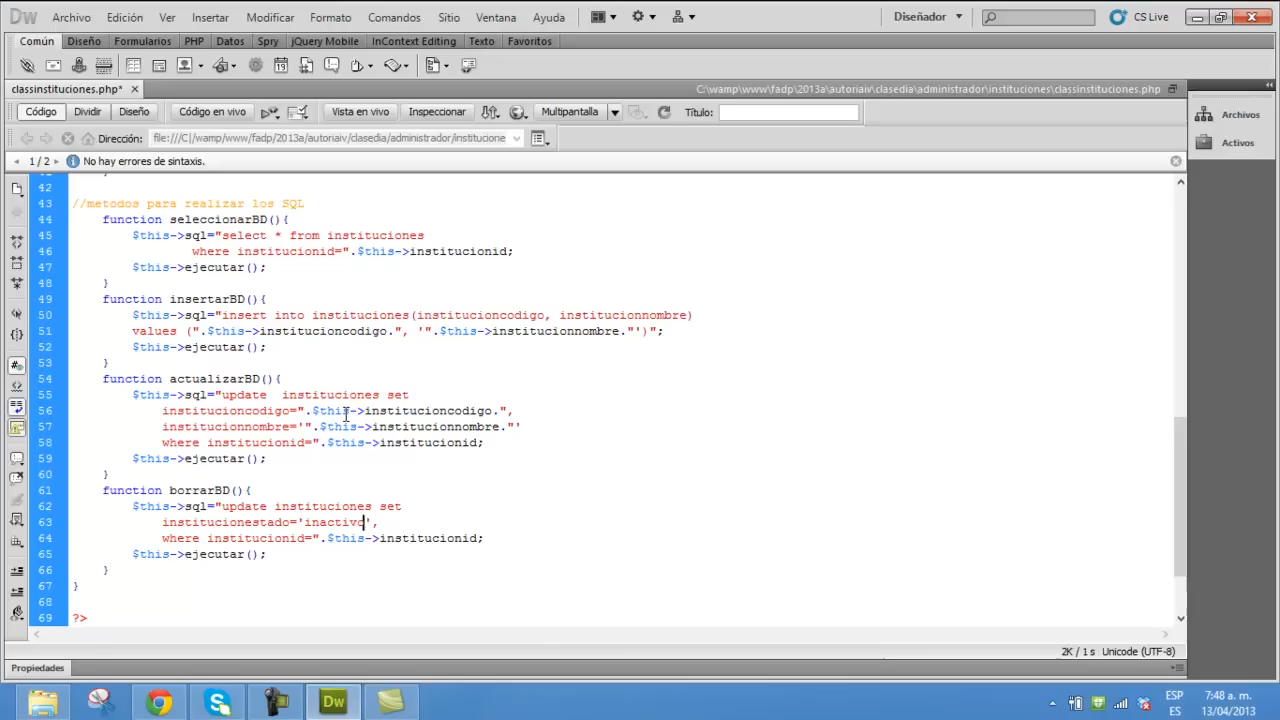 Dw Archivo Edición Ver Insertar Modificar Formato Comandos Sitio Ventana Ayuda Diseñador CS Live
Común Diseño Formularios PHP Datos Spry jQuery Mobile InContext Editing Texto Favoritos
classinstituciones.php* C:\wamp\www\fadp\2013a\autoriaiv\clasedia\administrador\instituciones\classinstituciones.php
Código Dividir Diseño Código en vivo Vista en vivo Inspeccionar Multipantalla Título:
Dirección: file:///C|/wamp/www/fadp/2013a/autoriaiv/clasedia/administrador/institucione
1 / 2 No hay errores de sintaxis.
Archivos
Activos
42
43 //metodos para realizar los SQL
44 function seleccionarBD(){
45 $this->sql="select * from instituciones
46 where institucionid=".$this->institucionid;
47 $this->ejecutar();
48 }
49 function insertarBD(){
50 $this->sql="insert into instituciones(institucioncodigo, institucionnombre)
51 values (".$this->institucioncodigo.", '".$this->institucionnombre."')";
52 $this->ejecutar();
53 }
54 function actualizarBD(){
55 $this->sql="update  instituciones set
56 institucioncodigo=".$this->institucioncodigo.",
57 institucionnombre='".$this->institucionnombre."'
58 where institucionid=".$this->institucionid;
59 $this->ejecutar();
60 }
61 function borrarBD(){
62 $this->sql="update instituciones set
63 institucionestado='inactivo',
64 where institucionid=".$this->institucionid;
65 $this->ejecutar();
66 }
67 }
68
69 ?>
2K / 1 s Unicode (UTF-8)
Propiedades
Dw
ESP 7:48 a. m.
ES 13/04/2013